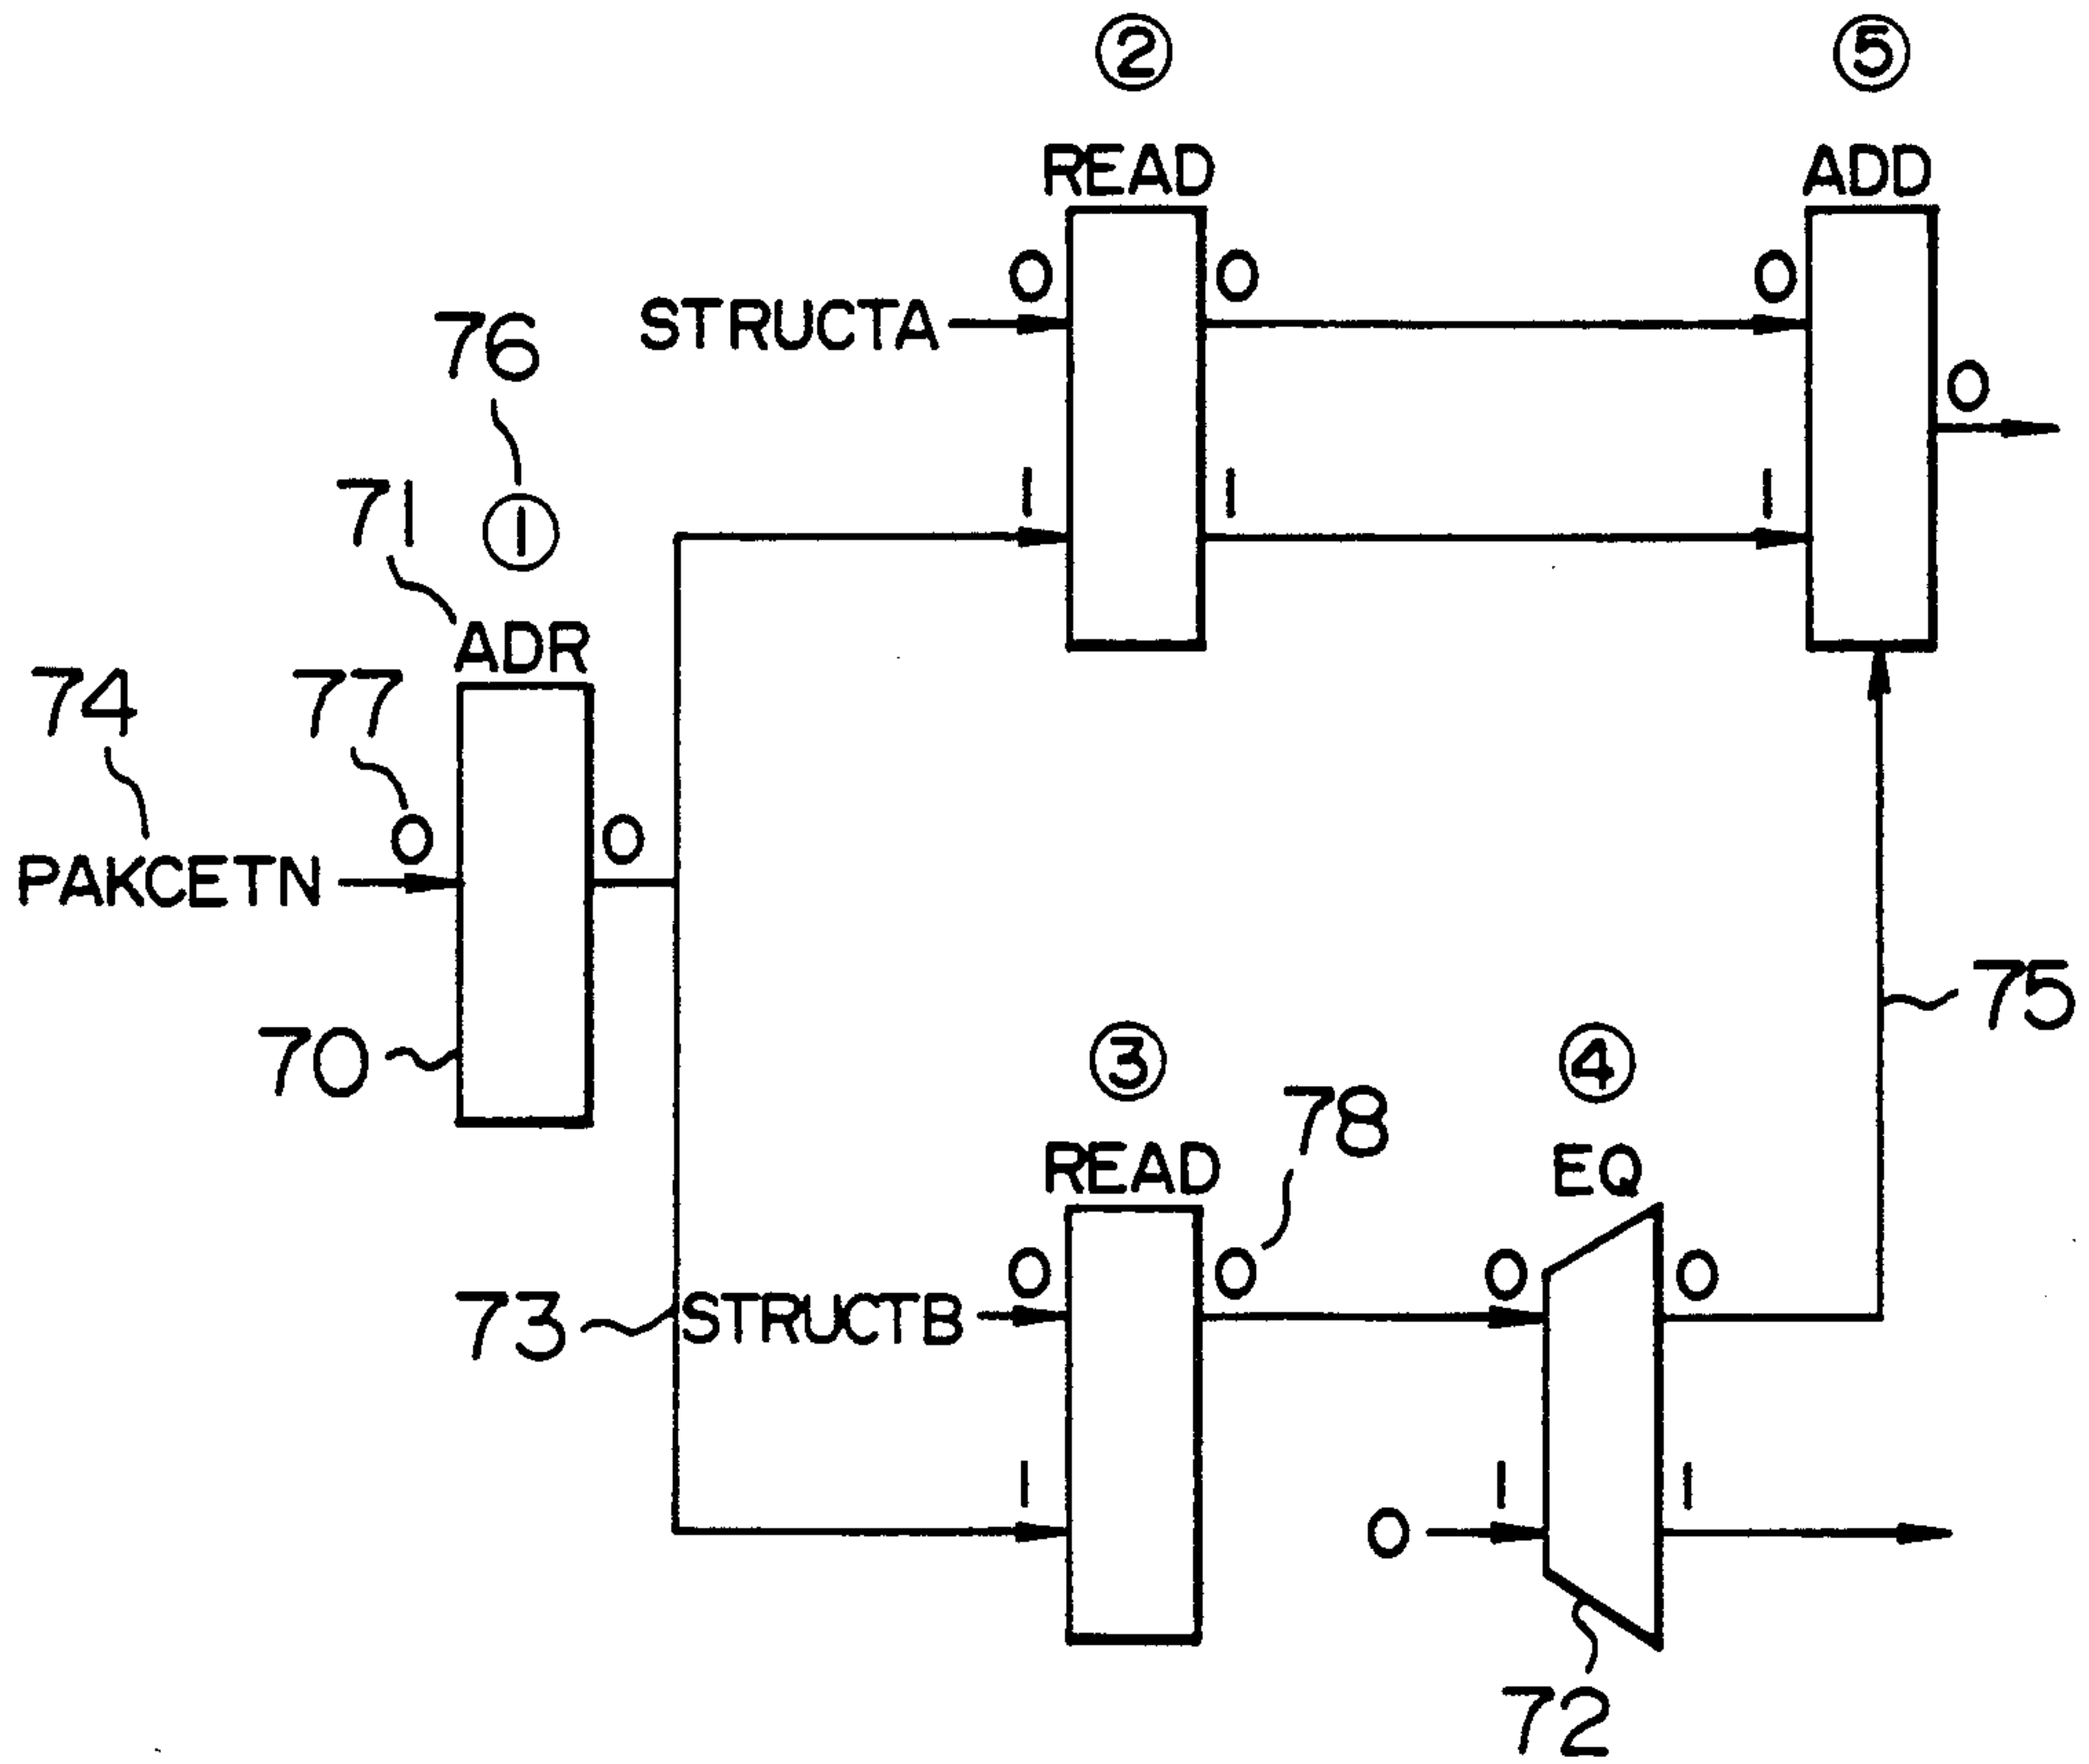 ② ⑤
READ ADD
0 0 0
STRUCTA
76
0
71 ① 1 1 1
ADR
74 77
0 0
PAKCETN
75
70 ③ ④
78
READ EQ
0 0 0 0
73 STRUCTB
1 1 1
0
72